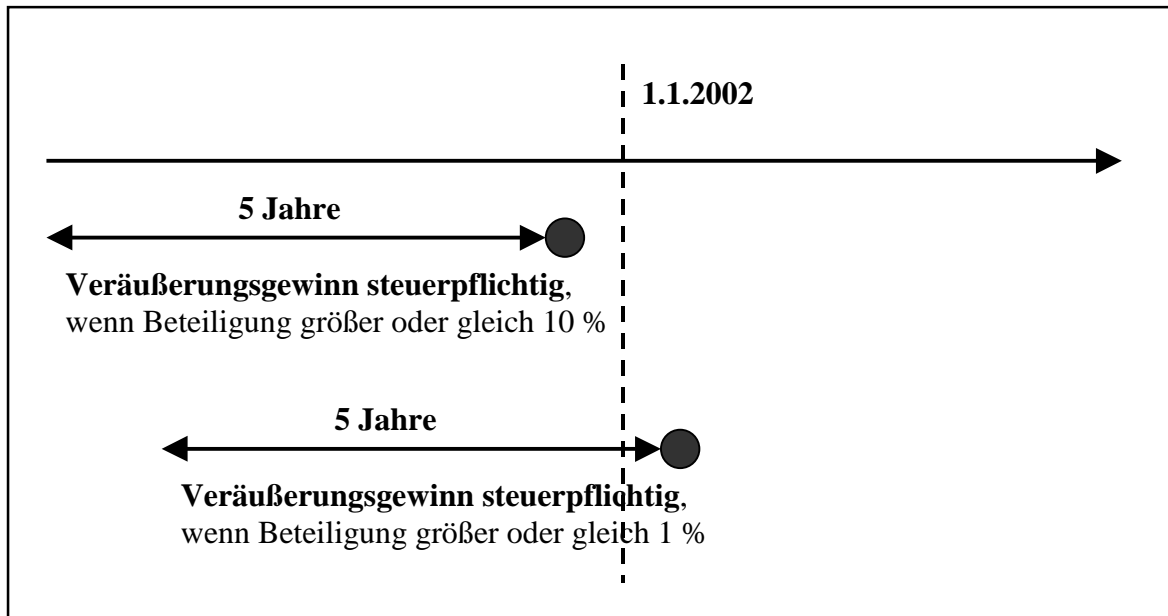 1.1.2002
5 Jahre
Veräußerungsgewinn steuerpflichtig,
wenn Beteiligung größer oder gleich 10 %
5 Jahre
Veräußerungsgewinn steuerpflichtig,
wenn Beteiligung größer oder gleich 1 %